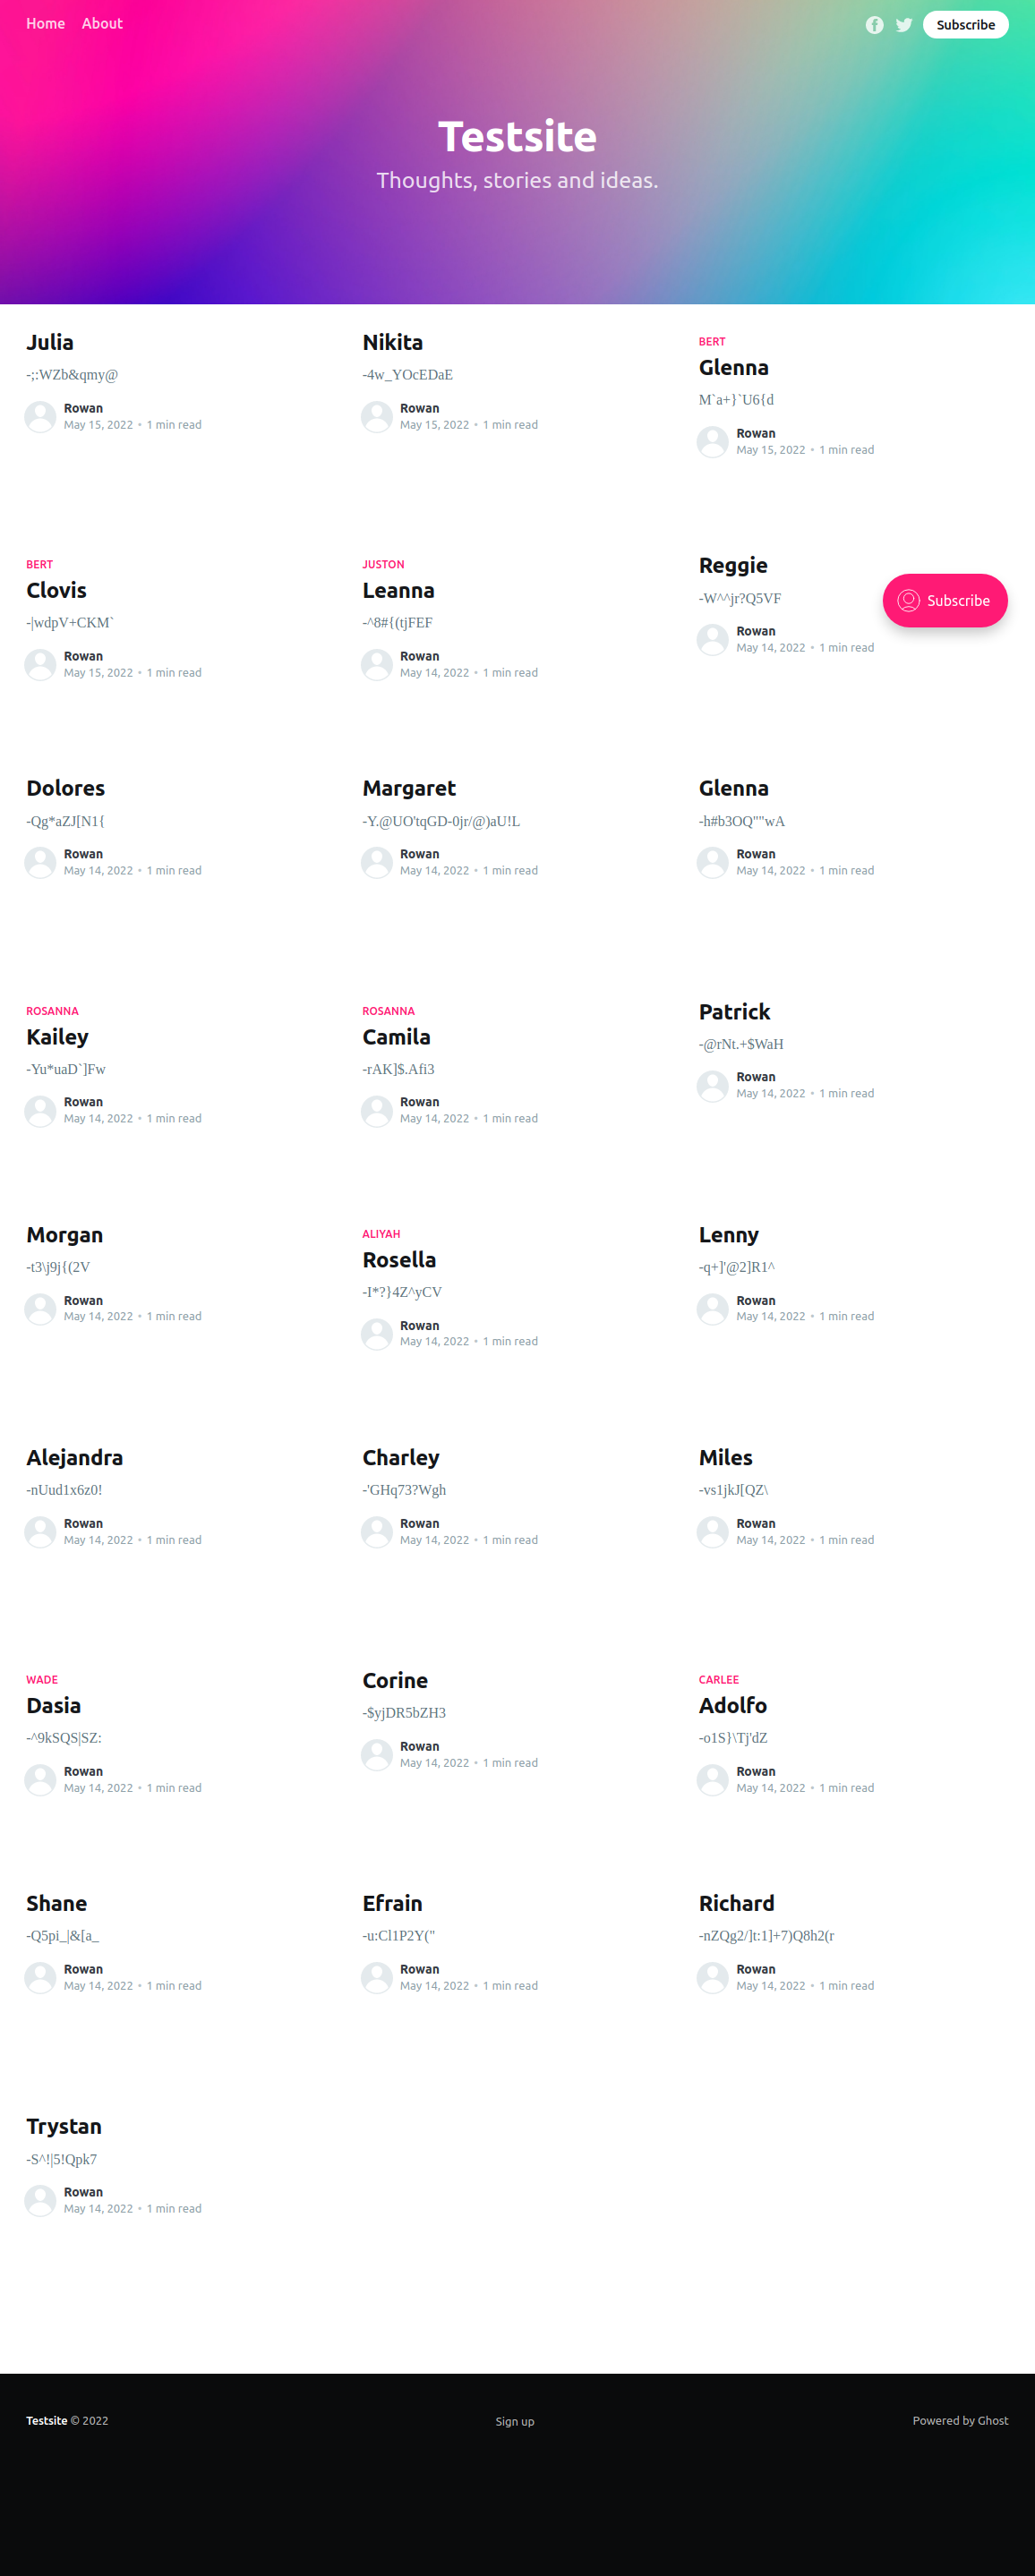 Home About Subscribe
Testsite
Thoughts, stories and ideas.
Julia
-;:WZb&qmy@
Rowan
May 15, 2022 • 1 min read
Nikita
-4w_YOcEDaE
Rowan
May 15, 2022 • 1 min read
BERT
Glenna
M`a+}`U6{d
Rowan
May 15, 2022 • 1 min read
BERT
Clovis
-|wdpV+CKM`
Rowan
May 15, 2022 • 1 min read
JUSTON
Leanna
-^8#{(tjFEF
Rowan
May 14, 2022 • 1 min read
Reggie
-W^^jr?Q5VF
Rowan
May 14, 2022 • 1 min read
Subscribe
Dolores
-Qg*aZJ[N1{
Rowan
May 14, 2022 • 1 min read
Margaret
-Y.@UO'tqGD-0jr/@)aU!L
Rowan
May 14, 2022 • 1 min read
Glenna
-h#b3OQ""wA
Rowan
May 14, 2022 • 1 min read
ROSANNA
Kailey
-Yu*uaD`]Fw
Rowan
May 14, 2022 • 1 min read
ROSANNA
Camila
-rAK]$.Afi3
Rowan
May 14, 2022 • 1 min read
Patrick
-@rNt.+$WaH
Rowan
May 14, 2022 • 1 min read
Morgan
-t3\j9j{(2V
Rowan
May 14, 2022 • 1 min read
ALIYAH
Rosella
-I*?}4Z^yCV
Rowan
May 14, 2022 • 1 min read
Lenny
-q+]'@2]R1^
Rowan
May 14, 2022 • 1 min read
Alejandra
-nUud1x6z0!
Rowan
May 14, 2022 • 1 min read
Charley
-'GHq73?Wgh
Rowan
May 14, 2022 • 1 min read
Miles
-vs1jkJ[QZ\
Rowan
May 14, 2022 • 1 min read
WADE
Dasia
-^9kSQS|SZ:
Rowan
May 14, 2022 • 1 min read
Corine
-$yjDR5bZH3
Rowan
May 14, 2022 • 1 min read
CARLEE
Adolfo
-o1S}\Tj'dZ
Rowan
May 14, 2022 • 1 min read
Shane
-Q5pi_|&[a_
Rowan
May 14, 2022 • 1 min read
Efrain
-u:Cl1P2Y("
Rowan
May 14, 2022 • 1 min read
Richard
-nZQg2/]t:1]+7)Q8h2(r
Rowan
May 14, 2022 • 1 min read
Trystan
-S^!|5!Qpk7
Rowan
May 14, 2022 • 1 min read
Testsite © 2022
Sign up
Powered by Ghost